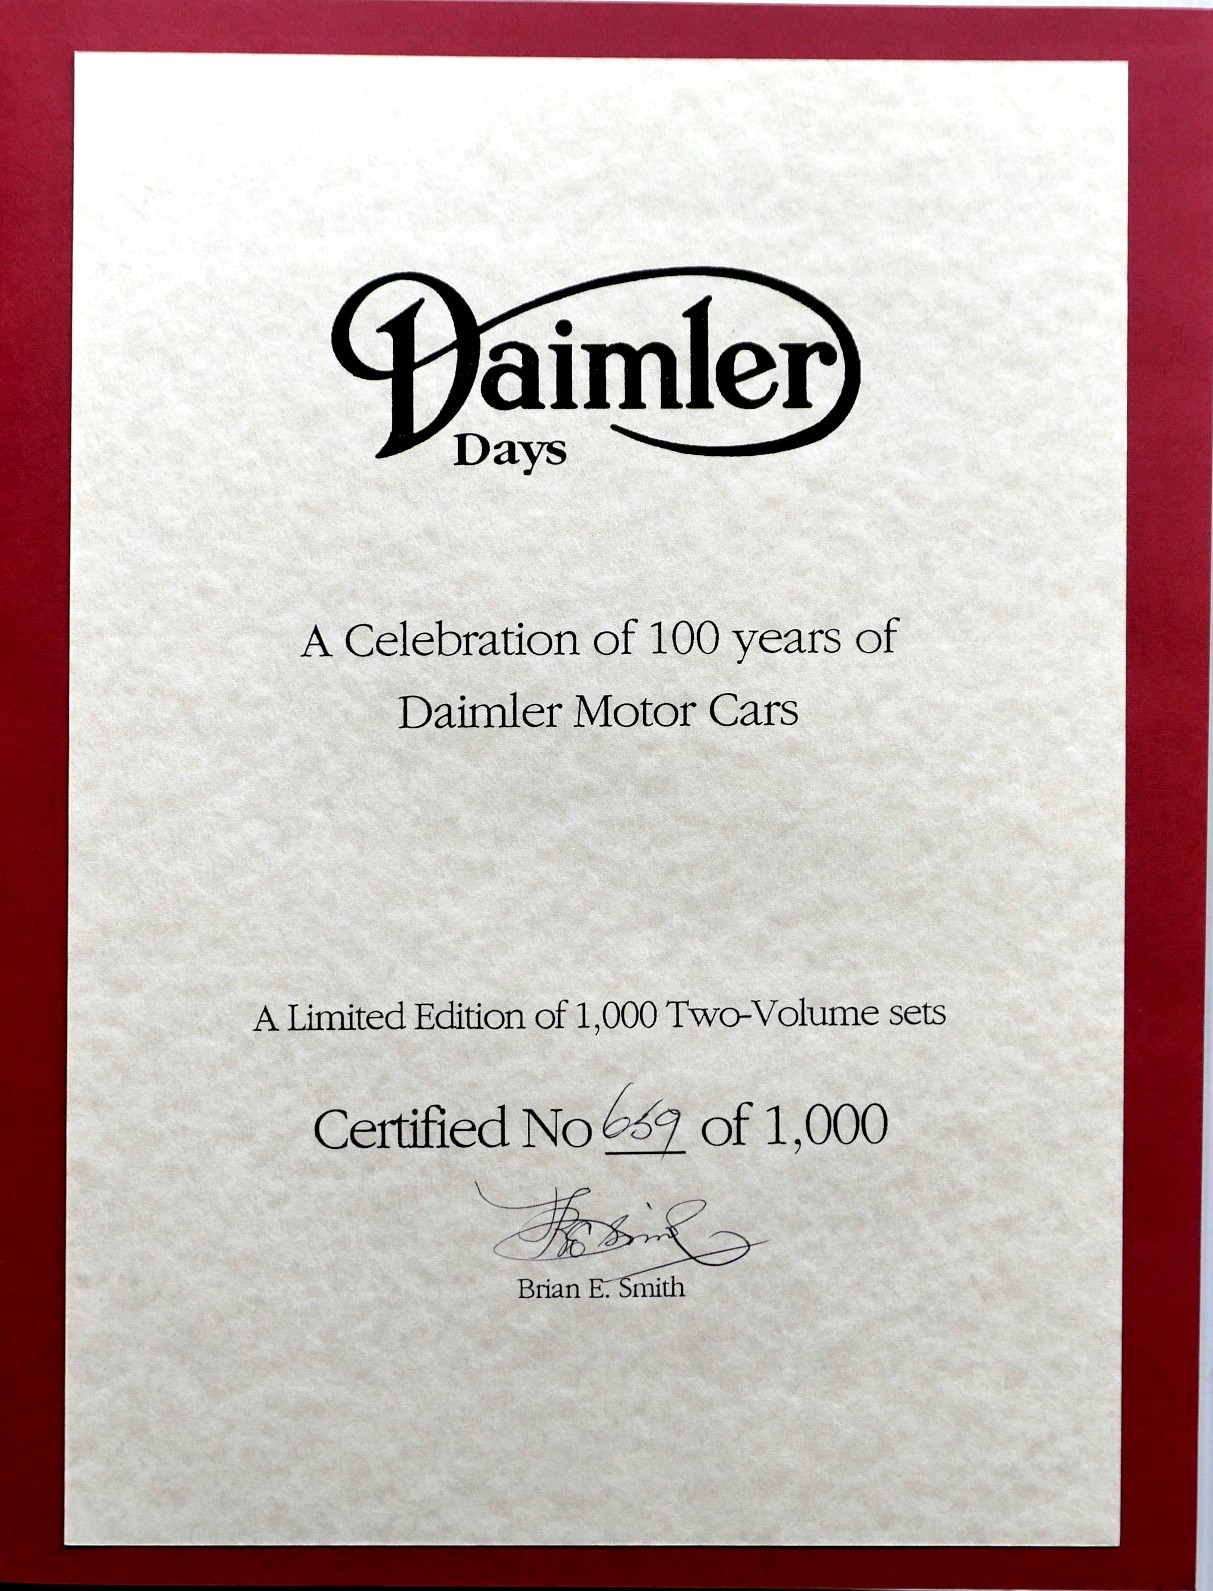 Daimler
Days
A Celebration of 100 years of
Daimler Motor Cars
A Limited Edition of 1,000 Two-Volume sets
Certified No 659 of 1,000
Brian E. Smith